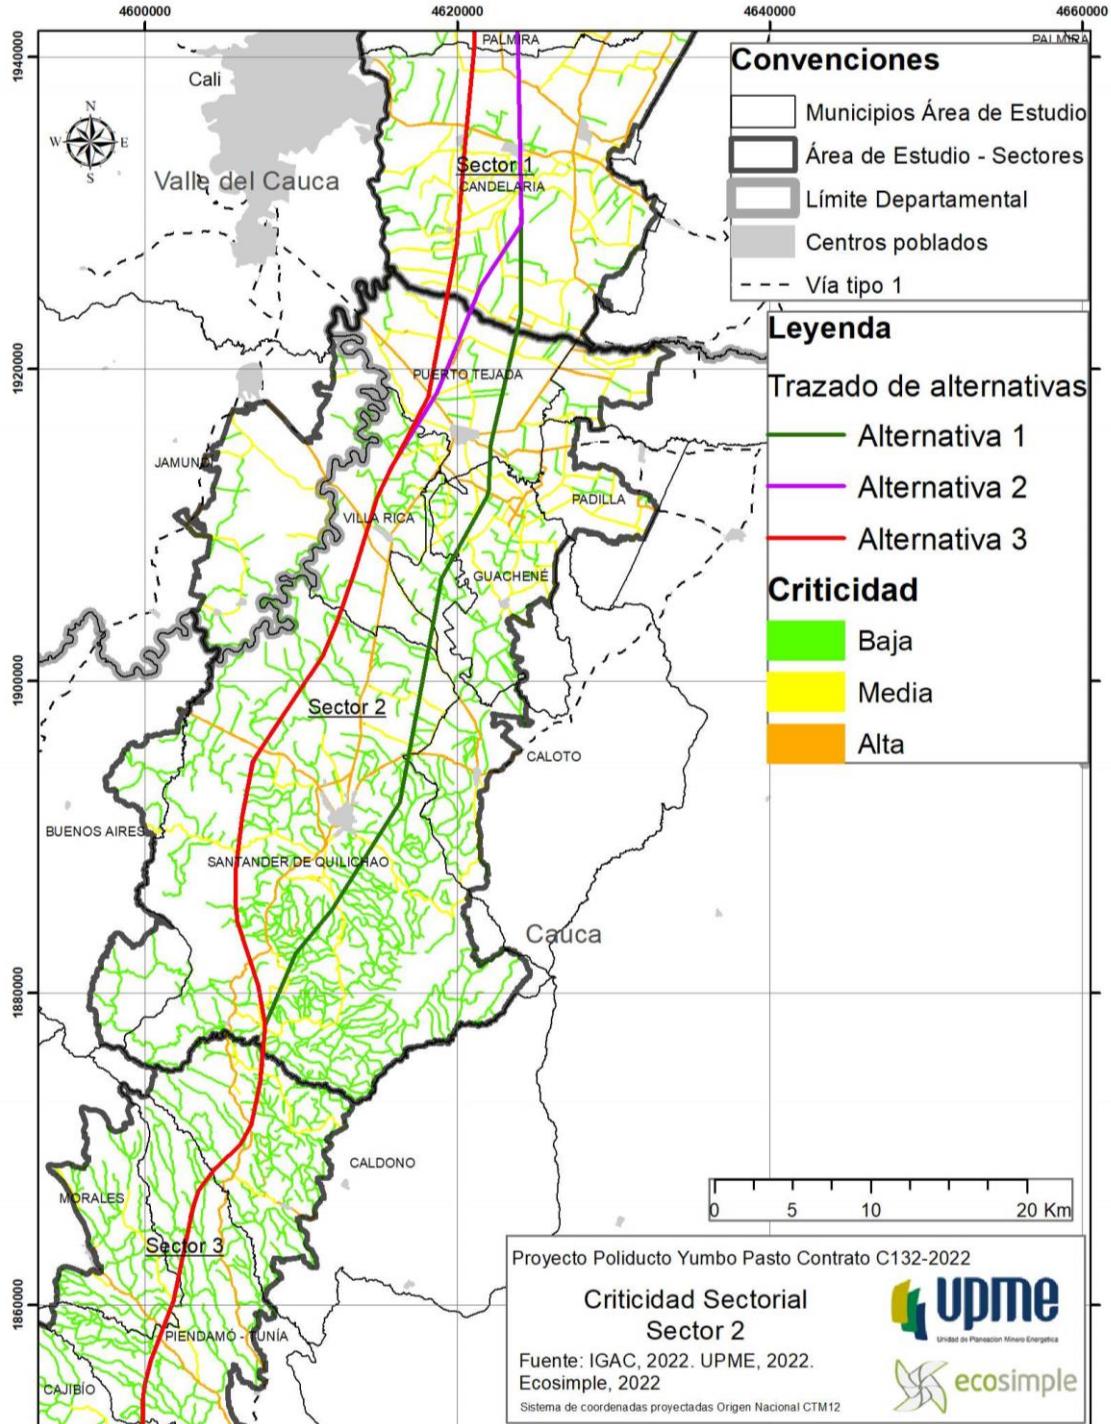 4600000
4620000
4640000
4660000
1940000
1920000
1900000
1880000
1860000
PALMIRA
PALMIRA
Cali
N
W
E
S
Valle del Cauca
Sector 1
CANDELARIA
Convenciones
Municipios Área de Estudio
Área de Estudio - Sectores
Límite Departamental
Centros poblados
Vía tipo 1
Leyenda
Trazado de alternativas
Alternativa 1
Alternativa 2
Alternativa 3
Criticidad
Baja
Media
Alta
PUERTO TEJADA
JAMUNDÍ
PADILLA
VILLA RICA
GUACHENÉ
Sector 2
CALOTO
BUENOS AIRES
SANTANDER DE QUILICHAO
Cauca
CALDONO
MORALES
Sector 3
PIENDAMÓ - TUNÍA
CAJIBÍO
0 5 10 20 Km
Proyecto Poliducto Yumbo Pasto Contrato C132-2022
Criticidad Sectorial
Sector 2
Fuente: IGAC, 2022. UPME, 2022.
Ecosimple, 2022
Sistema de coordenadas proyectadas Origen Nacional CTM12
upme
Unidad de Planeacion Minero Energética
ecosimple